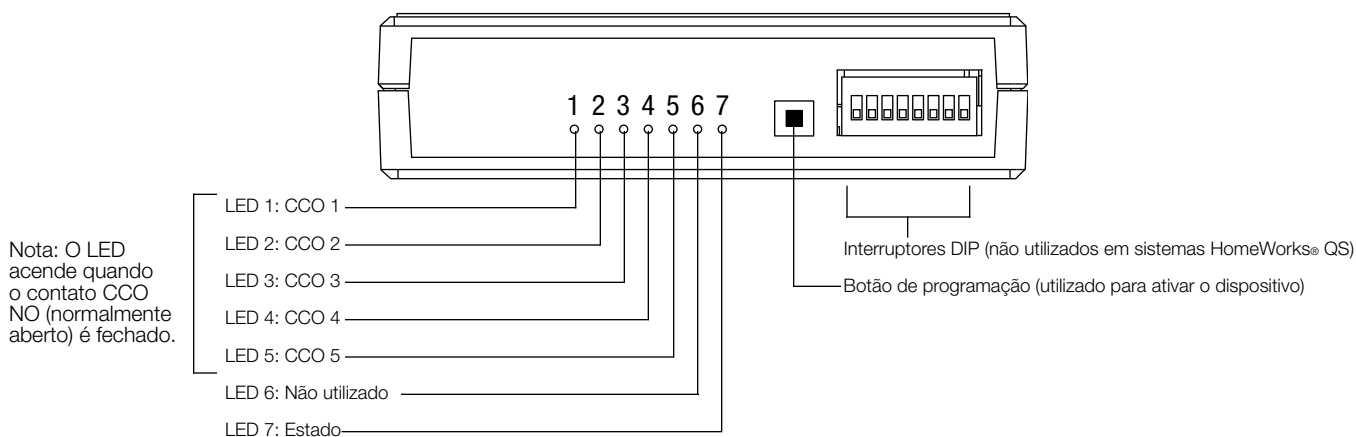 1 2 3 4 5 6 7
LED 1: CCO 1
LED 2: CCO 2
LED 3: CCO 3
LED 4: CCO 4
LED 5: CCO 5
LED 6: Não utilizado
LED 7: Estado
Nota: O LED
acende quando
o contato CCO
NO (normalmente
aberto) é fechado.
Interruptores DIP (não utilizados em sistemas HomeWorks® QS)
Botão de programação (utilizado para ativar o dispositivo)